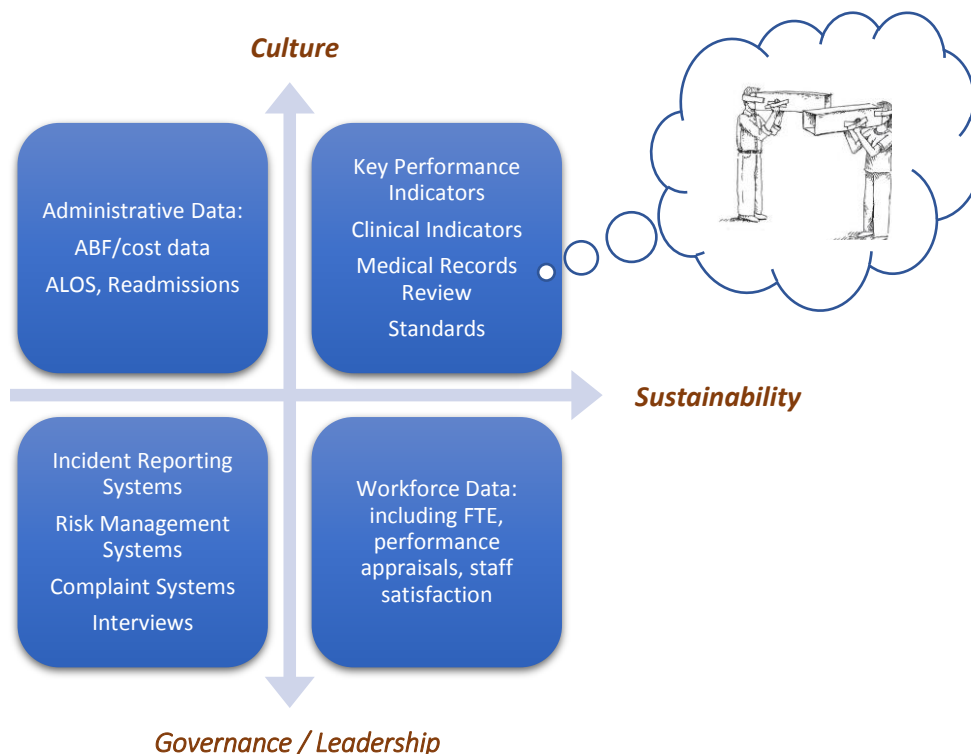 Culture
Administrative Data:
ABF/cost data
ALOS, Readmissions
Key Performance
Indicators
Clinical Indicators
Medical Records
Review
Standards
Sustainability
Incident Reporting
Systems
Risk Management
Systems
Complaint Systems
Interviews
Workforce Data:
including FTE,
performance
appraisals, staff
satisfaction
Governance / Leadership